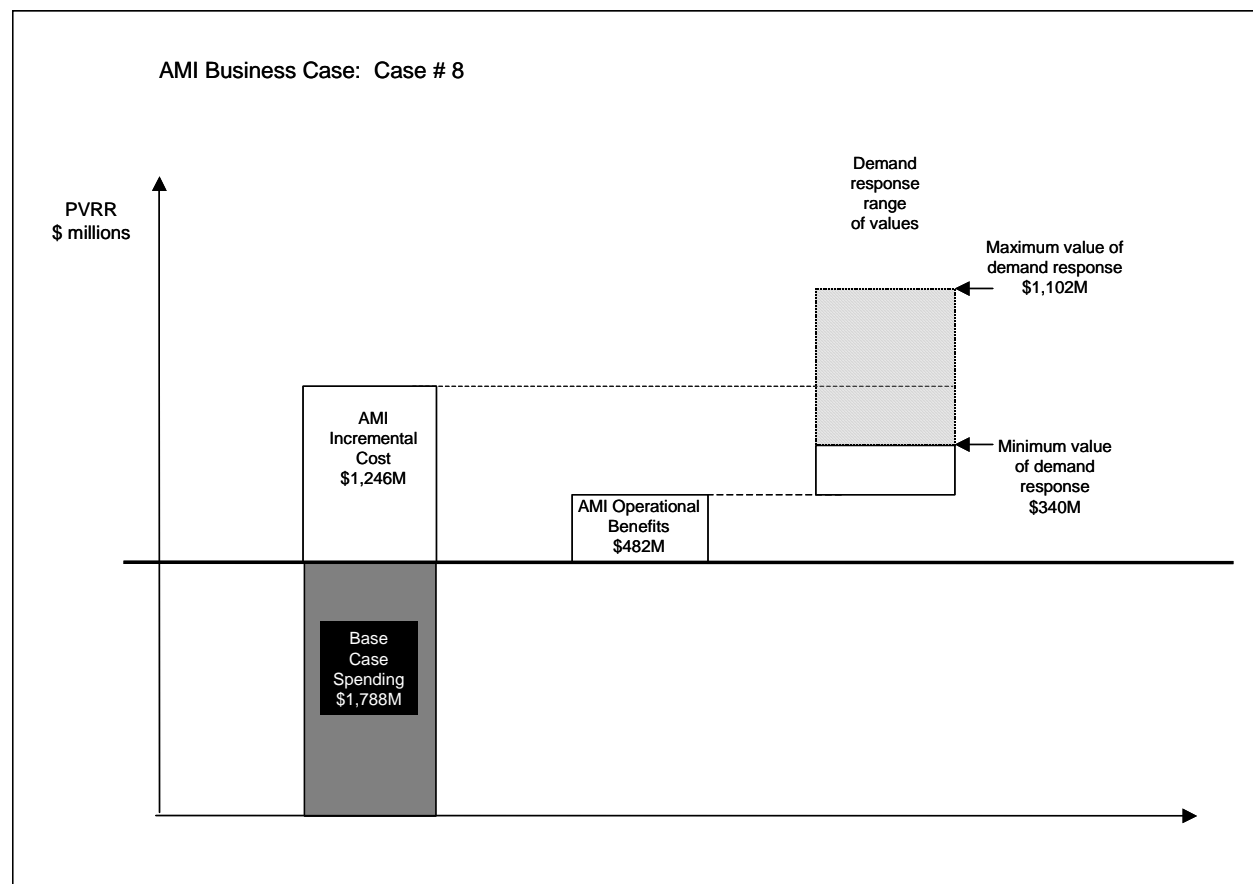 AMI Business Case:  Case # 8
PVRR
$ millions
Demand
response
range
of values
Maximum value of
demand response
$1,102M
AMI
Incremental
Cost
$1,246M
Minimum value
of demand
response
$340M
AMI Operational
Benefits
$482M
Base
Case
Spending
$1,788M